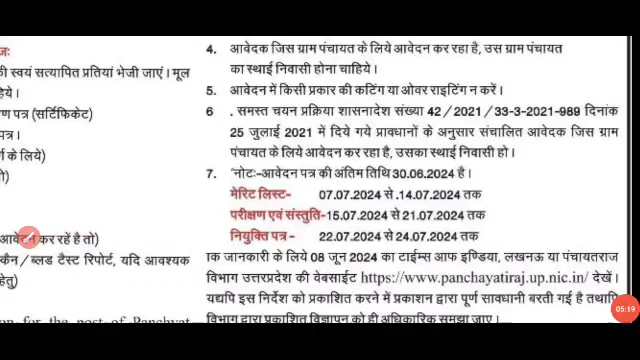 जः
4. आवेदक जिस ग्राम पंचायत के लिये आवेदन कर रहा है, उस ग्राम पंचायत
की स्वयं सत्यापित प्रतियां भेजी जाएं। मूल
का स्थाई निवासी होना चाहिये।
हिये।
5. आवेदन में किसी प्रकार की कटिंग या ओवर राइटिंग न करें।
ण पत्र (सर्टिफिकेट)
6 . समस्त चयन प्रक्रिया शासनादेश संख्या 42/2021/33-3-2021-989 दिनांक
पत्र।
25 जुलाई 2021 में दिये गये प्रावधानों के अनुसार संचालित आवेदक जिस ग्राम
र्ग के लिये)
पंचायत के लिये आवेदन कर रहा है, उसका स्थाई निवासी हो।
तो)
7. 'नोटः-आवेदन पत्र की अंतिम तिथि 30.06.2024 है।
मेरिट लिस्ट- 07.07.2024 से .14.07.2024 तक
परीक्षण एवं संस्तुति-15.07.2024 से 21.07.2024 तक
आवेदन कर रहें है तो)
नियुक्ति पत्र - 22.07.2024 से 24.07.2024 तक
स्कैन/ब्लड टैस्ट रिपोर्ट, यदि आवश्यक
क जानकारी के लिये 08 जून 2024 का टाईम्स आफ इण्डिया, लखनऊ या पंचायतराज
हेतु)
विभाग उत्तरप्रदेश की वेबसाईट https://www.panchayatiraj.up.nic.in/ देखें।
05:19
यद्यपि इस निर्देश को प्रकाशित करने में प्रकाशन द्वारा पूर्ण सावधानी बरती गई है तथापि
on for the post of Panchyat
विभाग द्वारा प्रकाशित विज्ञापन को ही अधिकारिक समझा जाए।